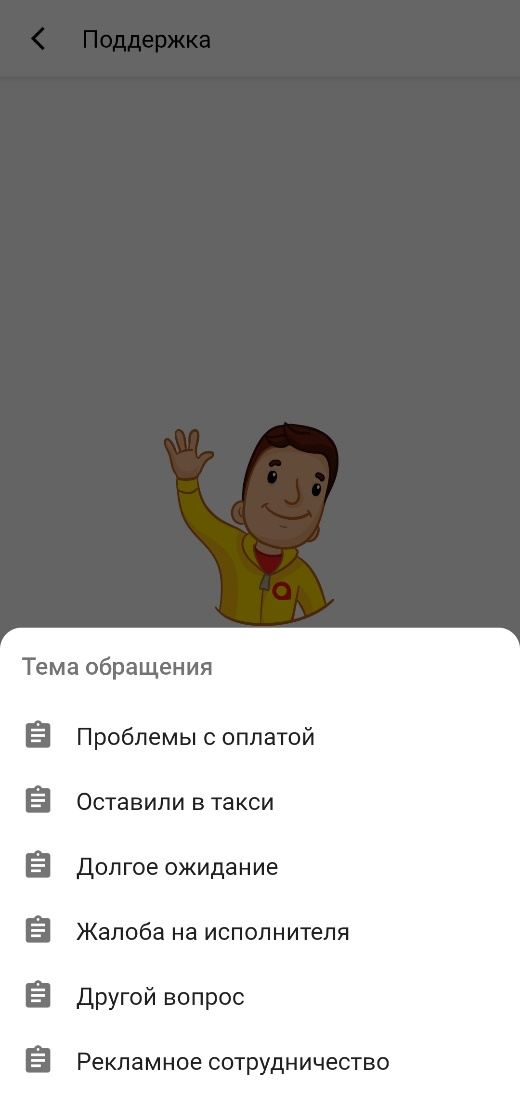 Поддержка
Тема обращения
Проблемы с оплатой
Оставили в такси
Долгое ожидание
Жалоба на исполнителя
Другой вопрос
Рекламное сотрудничество